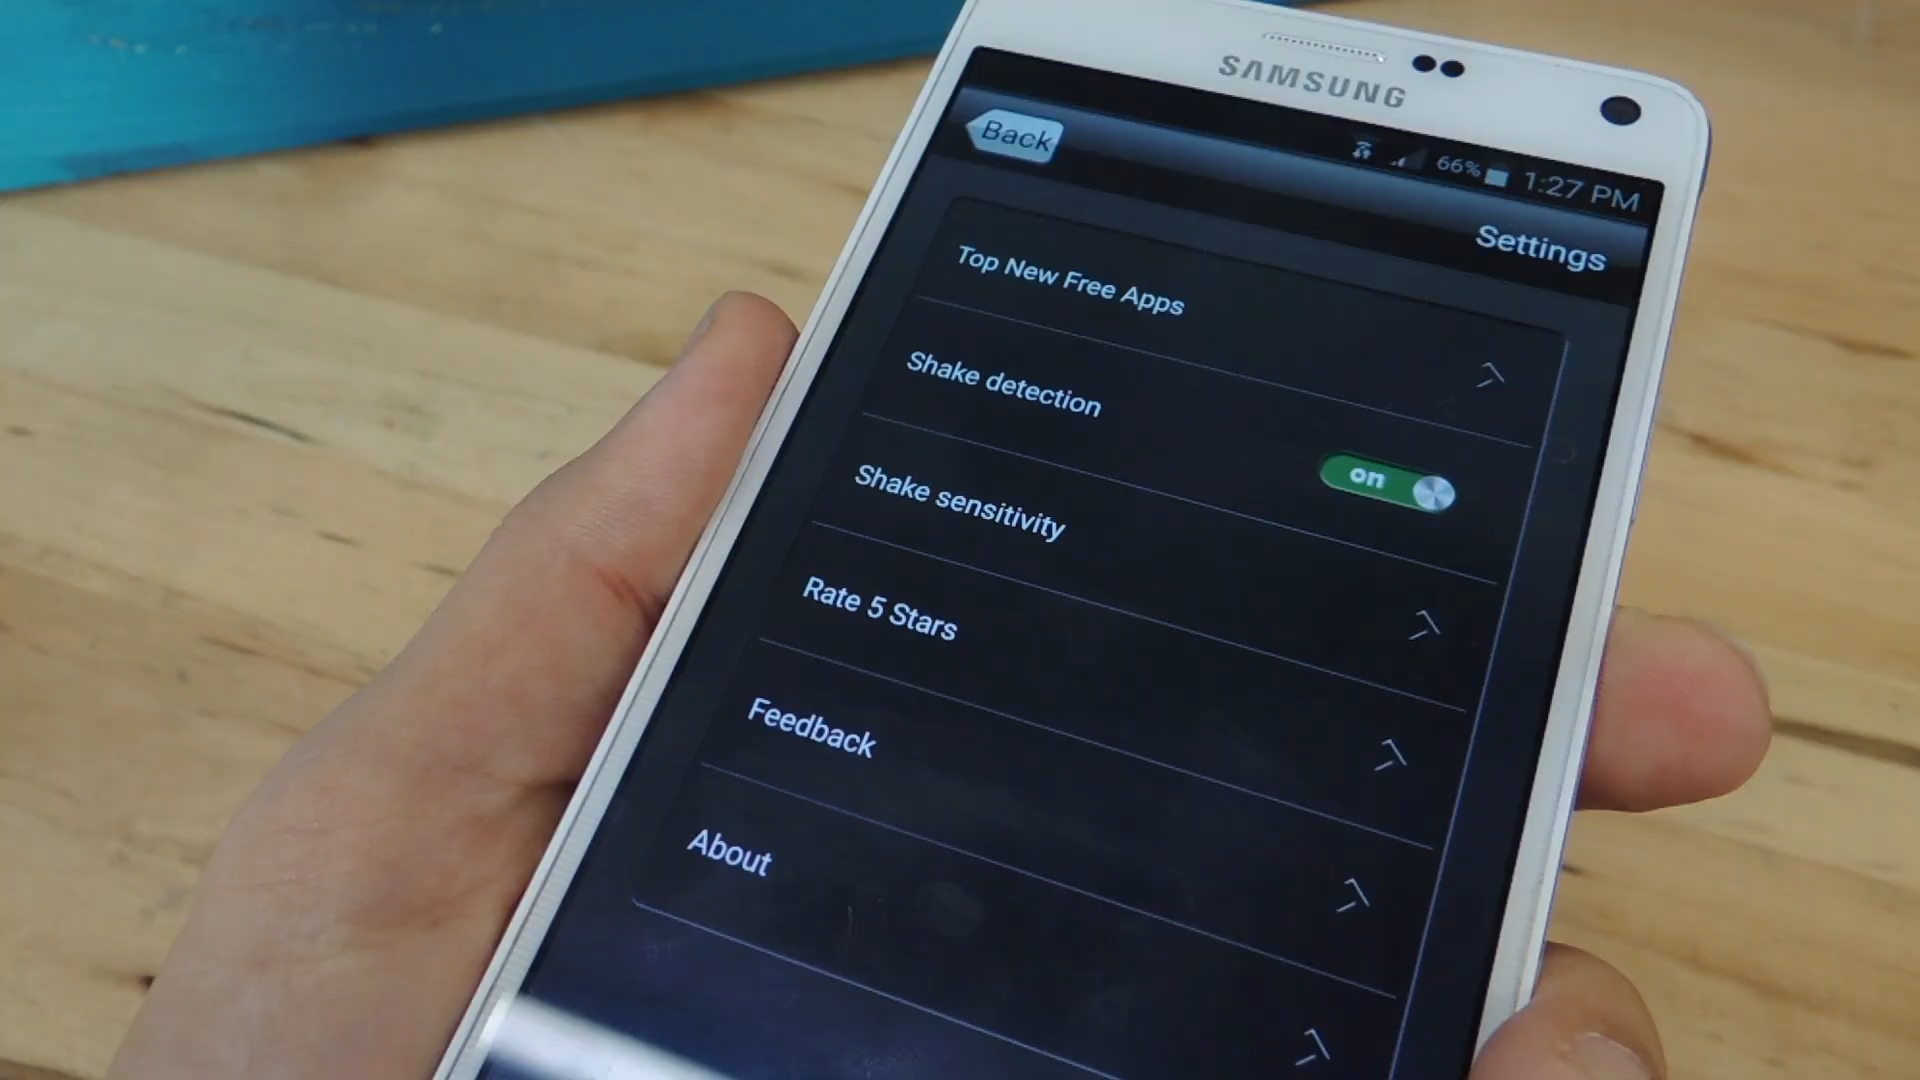 SAMSUNG
66% 1:27 PM
Back
Settings
Top New Free Apps
Shake detection
on
Shake sensitivity
Rate 5 Stars
Feedback
About